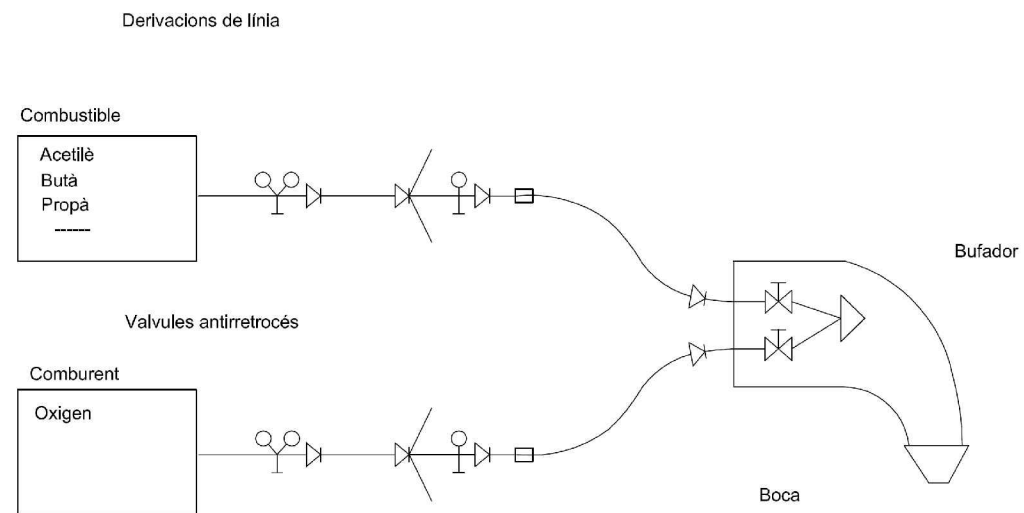 Derivacions de línia
Combustible
Acetilè
Butà
Propà
------
Bufador
Valvules antirretrocés
Comburent
Oxigen
Boca